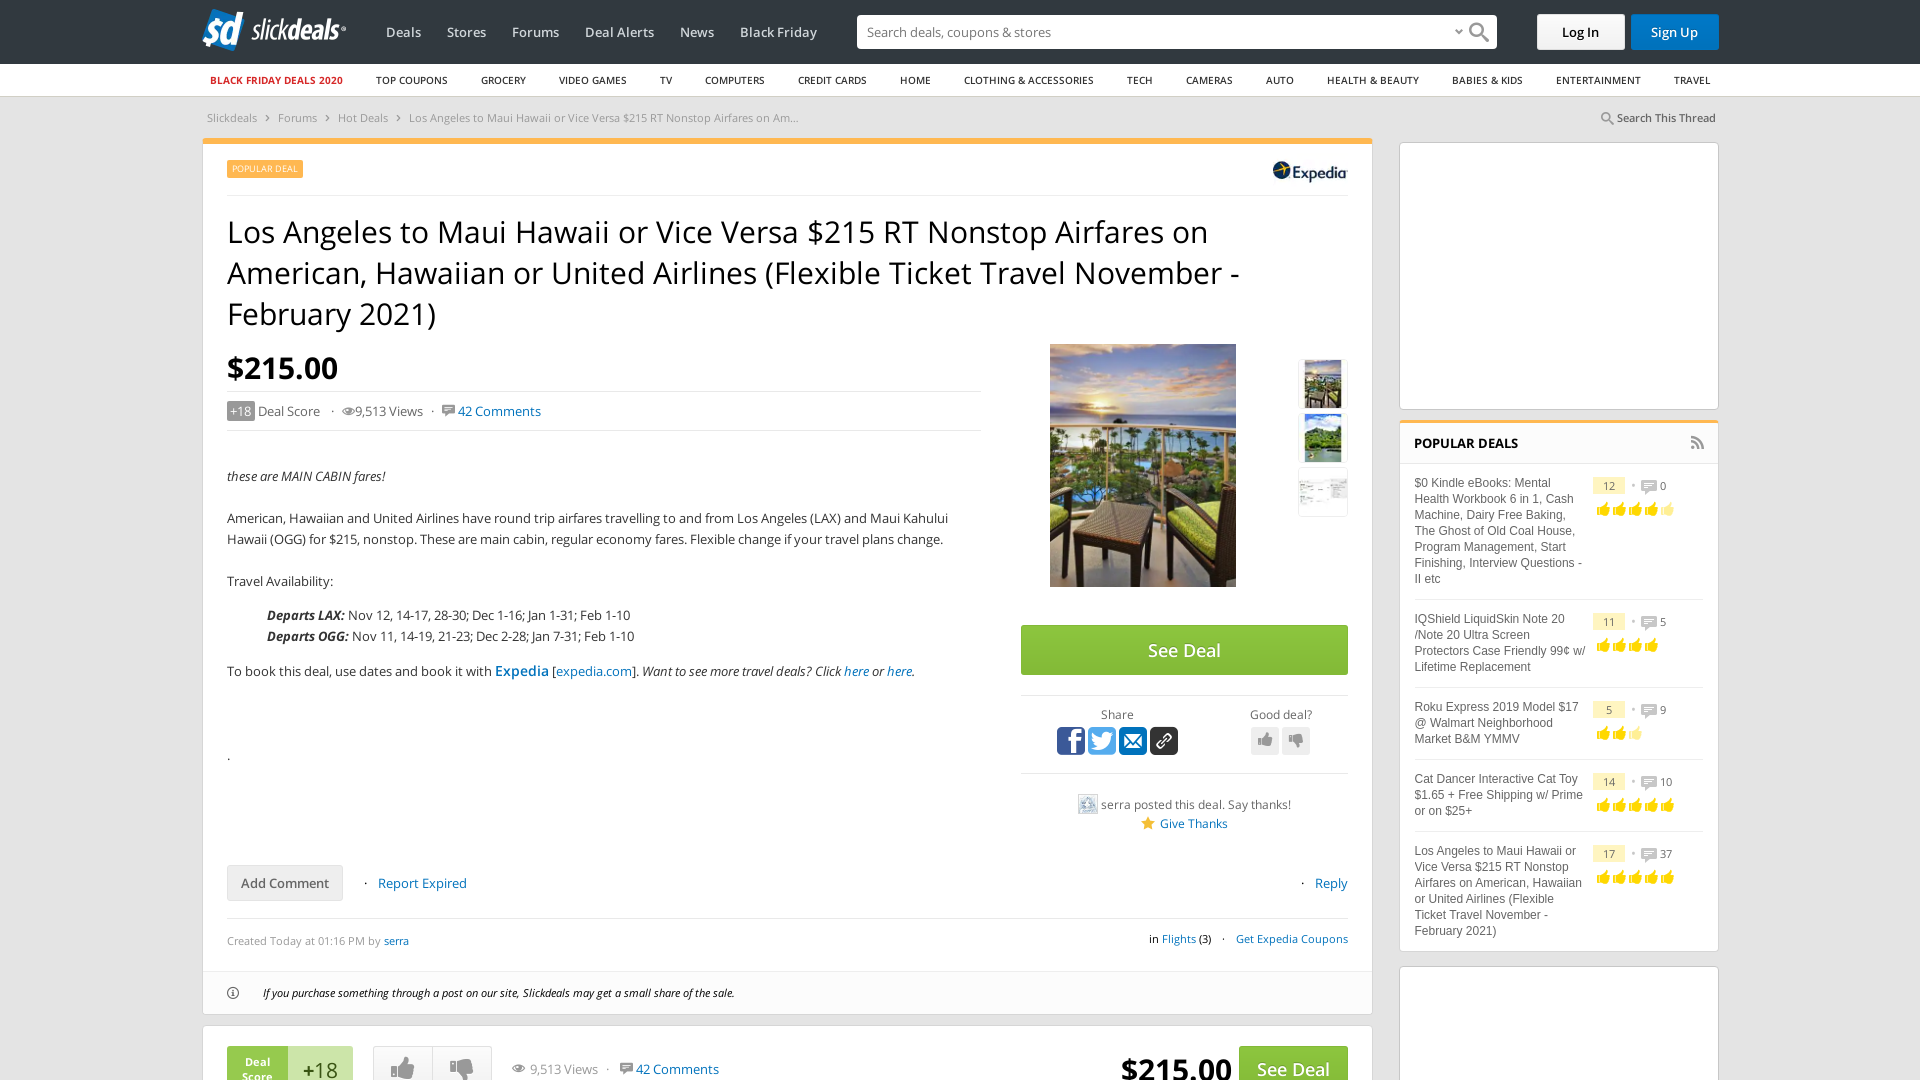 slickdeals
Deals
Stores
Forums
Deal Alerts
News
Black Friday
Search deals, coupons & shopping
Log In
Sign Up
BLACK FRIDAY DEALS 2020
TOP COUPONS
GROCERY
VIDEO GAMES
TV
COMPUTERS
CREDIT CARDS
HOME
CLOTHING & ACCESSORIES
TECH
CAMERAS
AUTO
HEALTH & BEAUTY
BABIES & KIDS
ENTERTAINMENT
TRAVEL
Slickdeals > Forums > Hot Deals > Los Angeles to Maui Hawaii or Vice Versa $215 RT Nonstop Airfares on Am...
Search This Thread
POPULAR DEAL
Expedia
Los Angeles to Maui Hawaii or Vice Versa $215 RT Nonstop Airfares on
American, Hawaiian or United Airlines (Flexible Ticket Travel November -
February 2021)
$215.00
+18 Deal Score · 9,513 Views · 42 Comments
these are MAIN CABIN fares!
American, Hawaiian and United Airlines have round trip airfares travelling to and from Los Angeles (LAX) and Maui Kahului
Hawaii (OGG) for $215, nonstop. These are main cabin, regular economy fares. Flexible change if your travel plans change.
Travel Availability:
Departs LAX: Nov 12, 14-17, 28-30; Dec 1-16; Jan 1-31; Feb 1-10
Departs OGG: Nov 11, 14-19, 21-23; Dec 2-28; Jan 7-31; Feb 1-10
To book this deal, use dates and book it with Expedia [expedia.com]. Want to see more travel deals? Click here or here.
.
See Deal
Share
Good deal?
serra posted this deal. Say thanks!
Give Thanks
Add Comment · Report Expired
· Reply
Created Today at 01:16 PM by serra
in Flights (3) · Get Expedia Coupons
If you purchase something through a post on our site, Slickdeals may get a small share of the sale.
Deal
Score
+18
9,513 Views · 42 Comments
$215.00
See Deal
POPULAR DEALS
$0 Kindle eBooks: Mental
Health Workbook 6 in 1, Cash
Machine, Dairy Free Baking,
The Ghost of Old Coal House,
Program Management, Start
Finishing, Interview Questions -
II etc
12 · 0
IQShield LiquidSkin Note 20
/Note 20 Ultra Screen
Protectors Case Friendly 99¢ w/
Lifetime Replacement
11 · 5
Roku Express 2019 Model $17
@ Walmart Neighborhood
Market B&M YMMV
5 · 9
Cat Dancer Interactive Cat Toy
$1.65 + Free Shipping w/ Prime
or on $25+
14 · 10
Los Angeles to Maui Hawaii or
Vice Versa $215 RT Nonstop
Airfares on American, Hawaiian
or United Airlines (Flexible
Ticket Travel November -
February 2021)
17 · 37